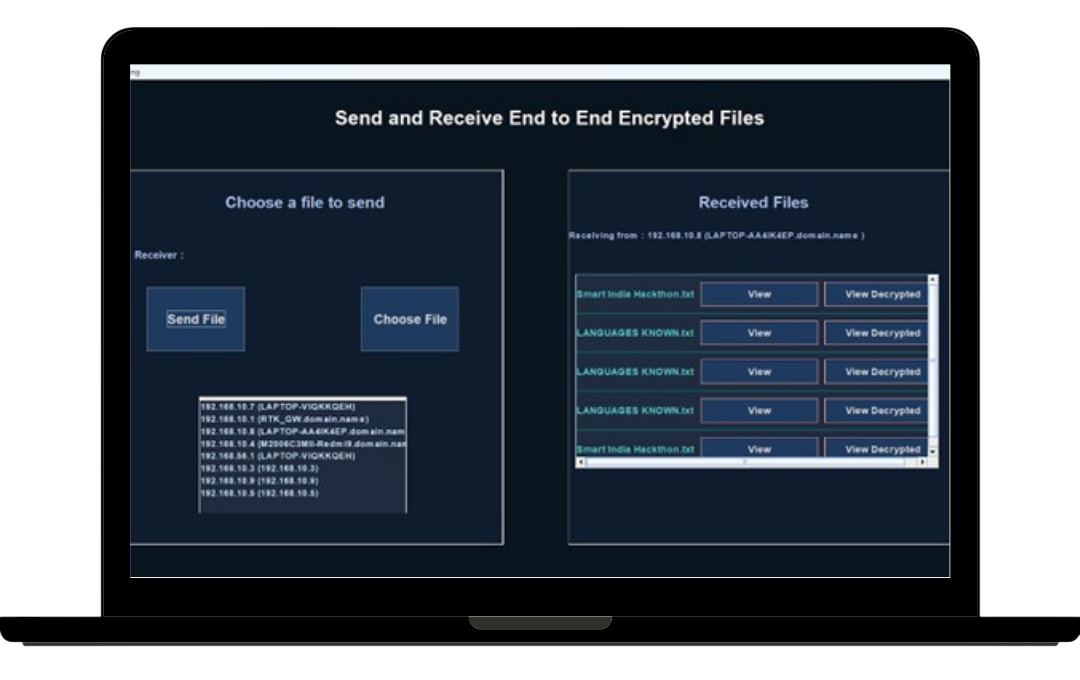 ng
Send and Receive End to End Encrypted Files
Choose a file to send
Receiver :
Send File
Choose File
192.168.10.7 (LAPTOP-VIQKKQEH)
192.168.10.1 (RTK_GW.domain.name)
192.168.10.8 (LAPTOP-AA4IK4EP.domain.nam
192.168.10.4 (M2006C3MII-Redmi9.domain.nam
192.168.56.1 (LAPTOP-VIQKKQEH)
192.168.10.3 (192.168.10.3)
192.168.10.9 (192.168.10.9)
192.168.10.5 (192.168.10.5)
Received Files
Receiving from : 192.168.10.8 (LAPTOP-AA4IK4EP.domain.name )
Smart India Hackthon.txt View View Decrypted
LANGUAGES KNOWN.txt View View Decrypted
LANGUAGES KNOWN.txt View View Decrypted
LANGUAGES KNOWN.txt View View Decrypted
Smart India Hackthon.txt View View Decrypted